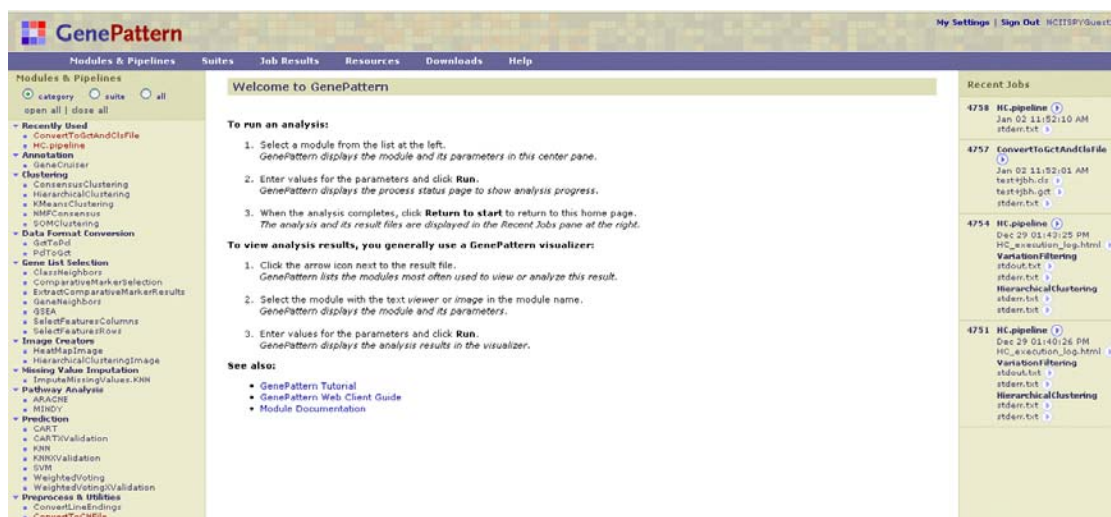 GenePattern
My Settings | Sign Out NCIISPYGuest
Modules & Pipelines Suites Job Results Resources Downloads Help
Modules & Pipelines
category suite all
open all | close all
Recently Used
ConvertToGctAndClsFile
HC.pipeline
Annotation
GeneCruiser
Clustering
ConsensusClustering
HierarchicalClustering
KMeansClustering
NMFConsensus
SOMClustering
Data Format Conversion
GctToPcl
PclToGct
Gene List Selection
ClassNeighbors
ComparativeMarkerSelection
ExtractComparativeMarkerResults
GeneNeighbors
GSEA
SelectFeaturesColumns
SelectFeaturesRows
Image Creators
HeatMapImage
HierarchicalClusteringImage
Missing Value Imputation
ImputeMissingValues.KNN
Pathway Analysis
ARACNE
MINDY
Prediction
CART
CARTXValidation
KNN
KNNXValidation
SVM
WeightedVoting
WeightedVotingXValidation
Preprocess & Utilities
ConvertLineEndings
Welcome to GenePattern
To run an analysis:
1. Select a module from the list at the left.
GenePattern displays the module and its parameters in this center pane.
2. Enter values for the parameters and click Run.
GenePattern displays the process status page to show analysis progress.
3. When the analysis completes, click Return to start to return to this home page.
The analysis and its result files are displayed in the Recent Jobs pane at the right.
To view analysis results, you generally use a GenePattern visualizer:
1. Click the arrow icon next to the result file.
GenePattern lists the modules most often used to view or analyze this result.
2. Select the module with the text viewer or image in the module name.
GenePattern displays the module and its parameters.
3. Enter values for the parameters and click Run.
GenePattern displays the analysis results in the visualizer.
See also:
GenePattern Tutorial
GenePattern Web Client Guide
Module Documentation
Recent Jobs
4758 HC.pipeline
Jan 02 11:52:10 AM
stderr.txt
4757 ConvertToGctAndClsFile
Jan 02 11:52:01 AM
test+jbh.cls
test+jbh.gct
stderr.txt
4754 HC.pipeline
Dec 29 01:43:25 PM
HC_execution_log.html
VariationFiltering
stdout.txt
stderr.txt
HierarchicalClustering
stderr.txt
stderr.txt
4751 HC.pipeline
Dec 29 01:40:26 PM
HC_execution_log.html
VariationFiltering
stdout.txt
stderr.txt
HierarchicalClustering
stderr.txt
stderr.txt